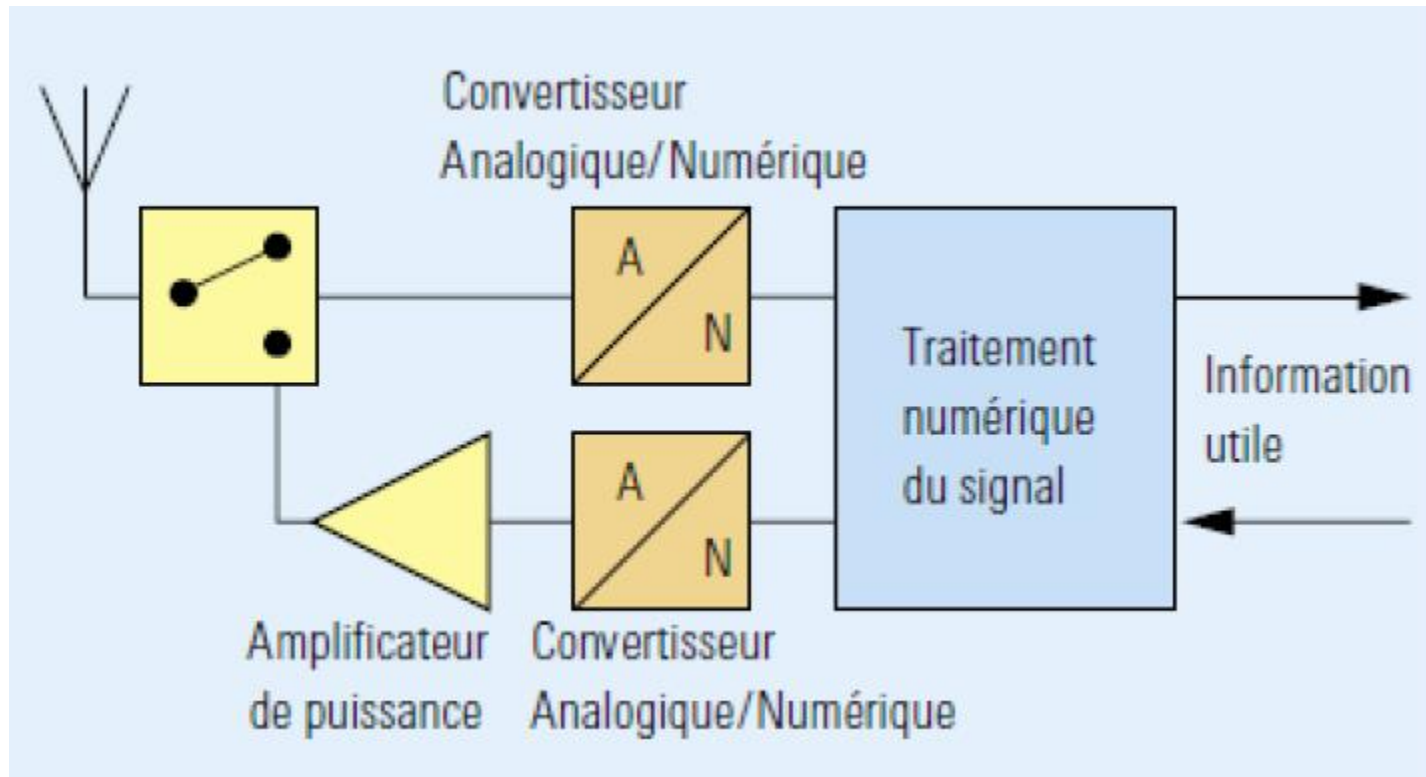 Convertisseur
Analogique/Numérique
A
N
Traitement
numérique
du signal
Information
utile
A
N
Amplificateur
de puissance
Convertisseur
Analogique/Numérique